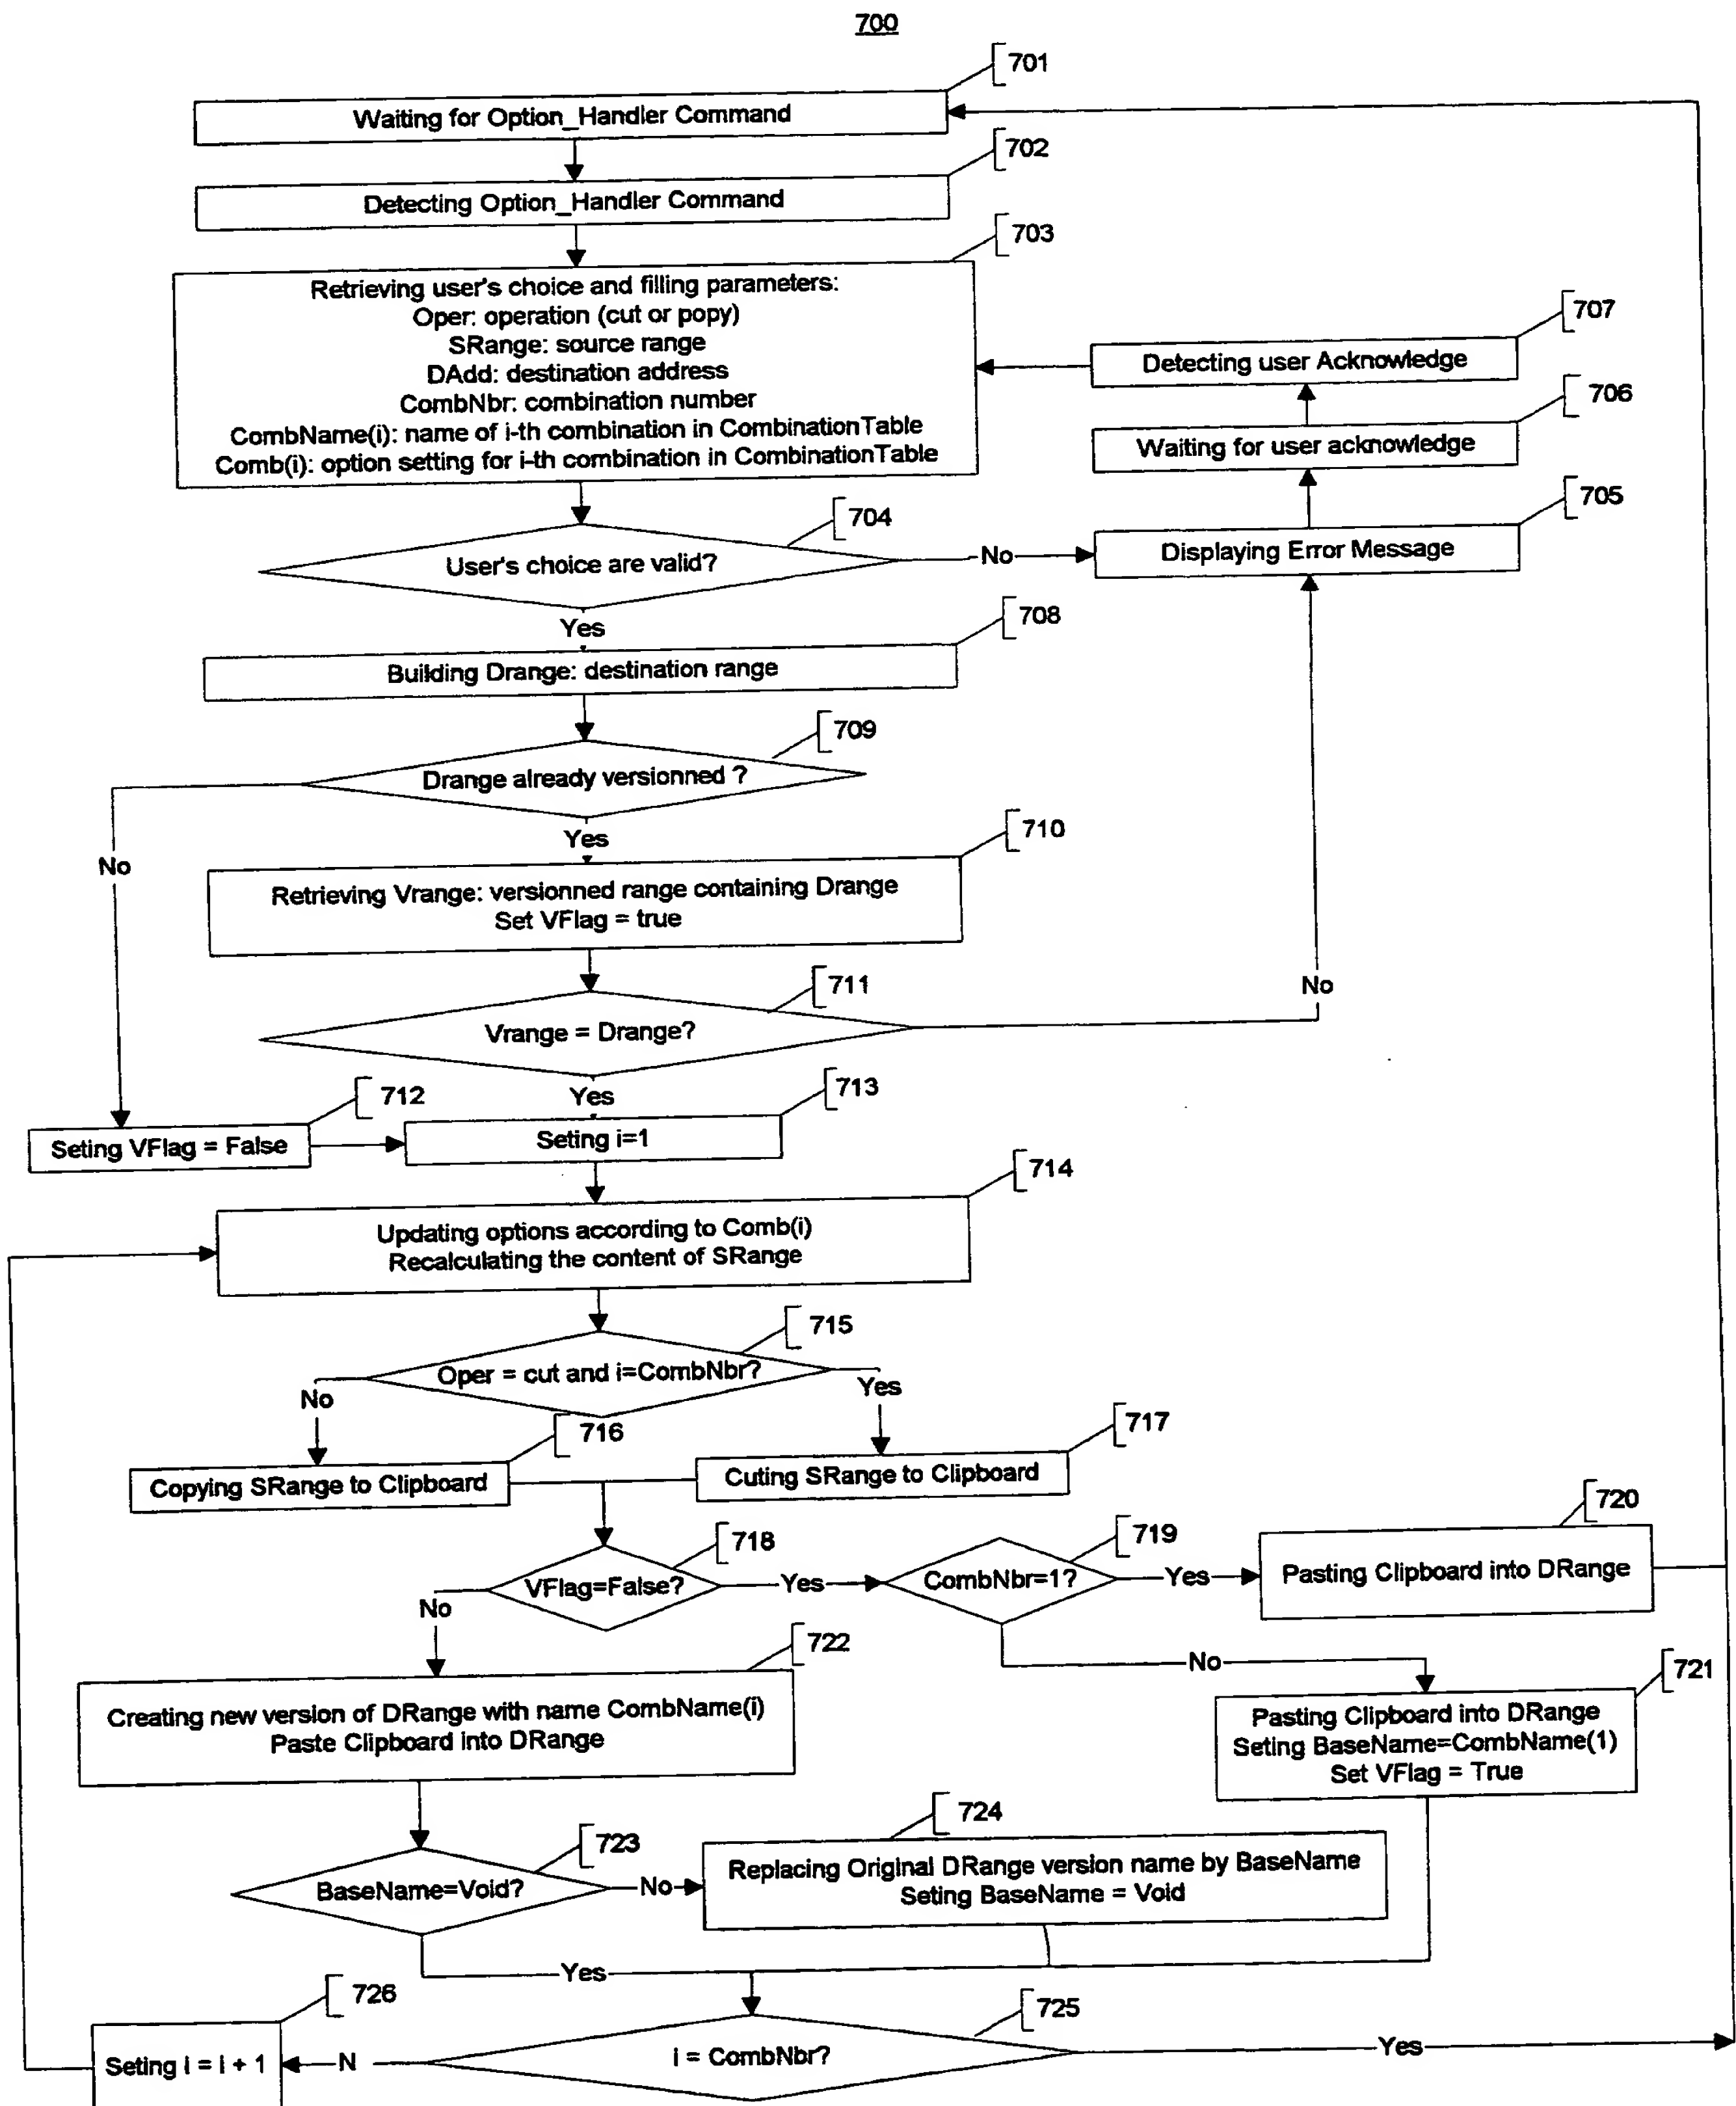 700
701
Waiting for Option_Handler Command
702
Detecting Option_Handler Command
703
Retrieving user's choice and filling parameters:
Oper: operation (cut or popy)
SRange: source range
DAdd: destination address
CombNbr: combination number
CombName(i): name of i-th combination in CombinationTable
Comb(i): option setting for i-th combination in CombinationTable
707
Detecting user Acknowledge
706
Waiting for user acknowledge
705
Displaying Error Message
704
User's choice are valid?
No
Yes
708
Building Drange: destination range
709
Drange already versionned ?
No
Yes
710
Retrieving Vrange: versionned range containing Drange
Set VFlag = true
711
Vrange = Drange?
No
Yes
712
Seting VFlag = False
713
Seting i=1
714
Updating options according to Comb(i)
Recalculating the content of SRange
715
Oper = cut and i=CombNbr?
No
Yes
716
Copying SRange to Clipboard
717
Cuting SRange to Clipboard
718
VFlag=False?
Yes
No
719
CombNbr=1?
Yes
No
720
Pasting Clipboard into DRange
721
Pasting Clipboard into DRange
Seting BaseName=CombName(1)
Set VFlag = True
722
Creating new version of DRange with name CombName(i)
Paste Clipboard into DRange
723
BaseName=Void?
No
Yes
724
Replacing Original DRange version name by BaseName
Seting BaseName = Void
725
i = CombNbr?
Yes
N
726
Seting i = i + 1